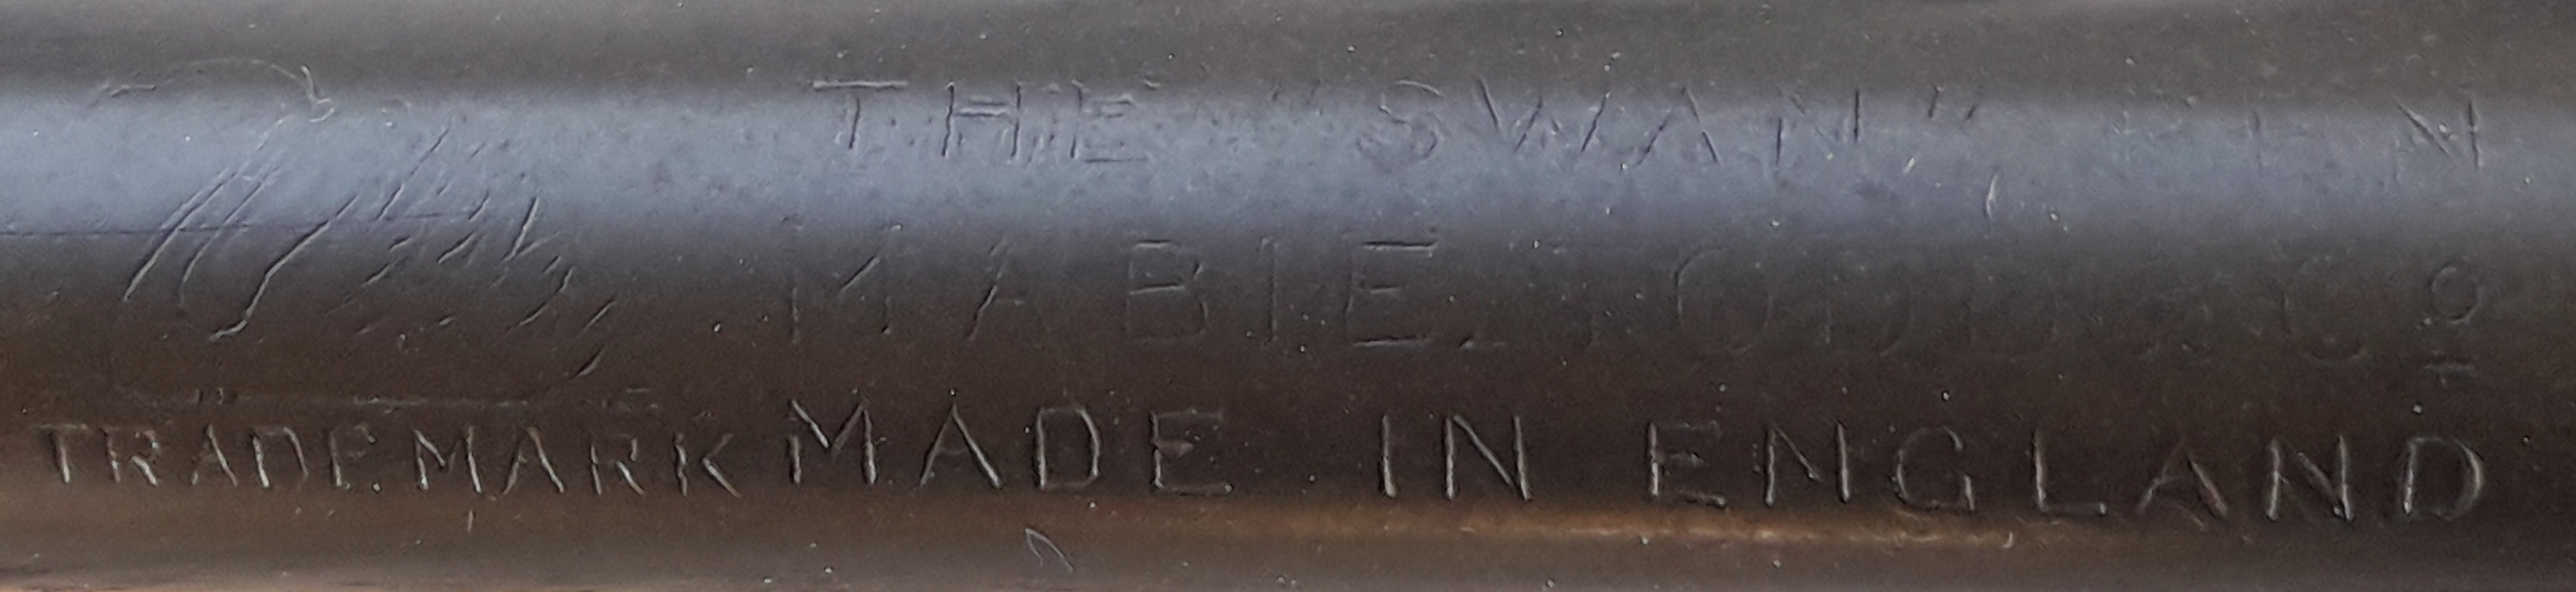 THE "SWAN" PEN
MABIE, TODD & Cº
TRADEMARK MADE IN ENGLAND